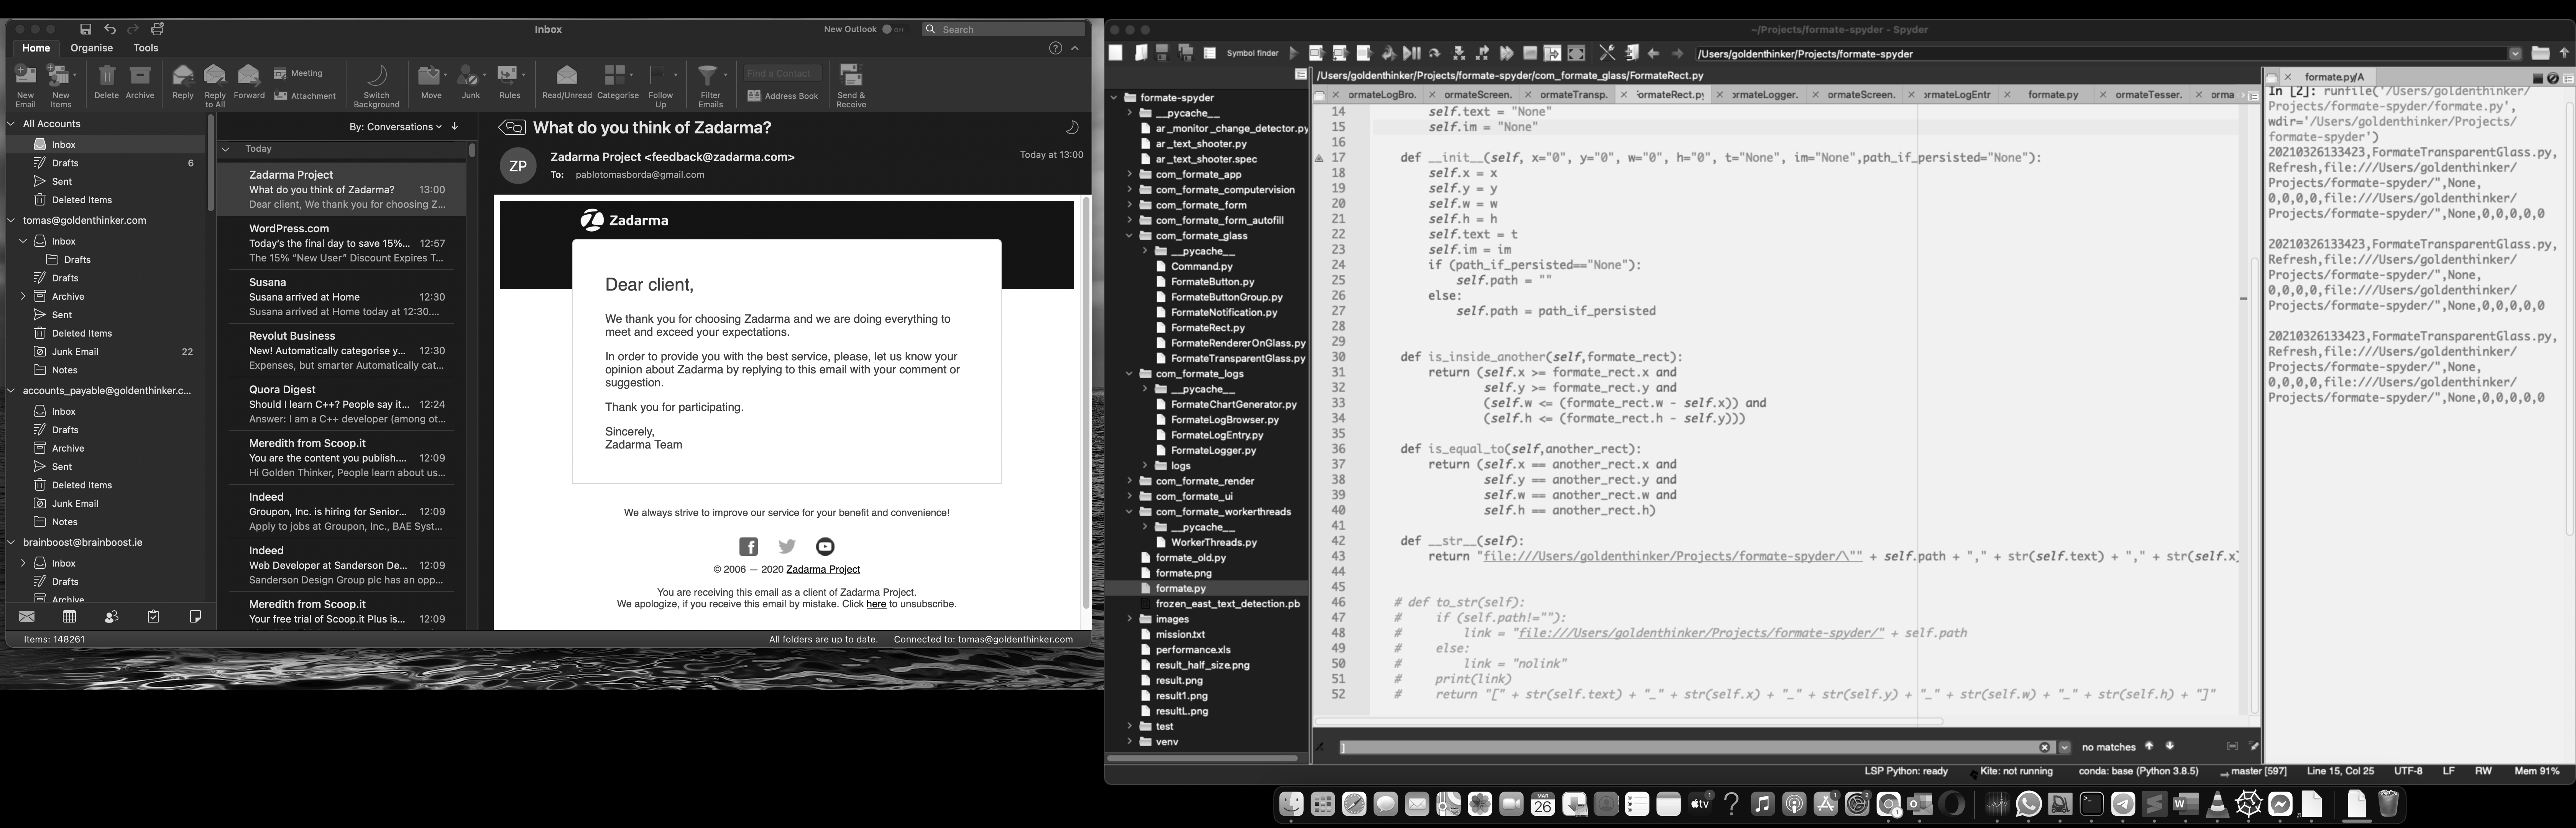 Inbox
New Outlook
on
Search
Home
Organise
Tools
New Email
New Items
Delete
Archive
Reply
Reply to All
Forward
Meeting
Attachment
Switch Background
Move
Junk
Rules
Read/Unread
Categorise
Follow Up
Filter Emails
Find a Contact
Address Book
Send & Receive
All Accounts
Inbox
Drafts 6
Sent
Deleted Items
tomas@goldenthinker.com
Inbox
Drafts
Drafts
Archive
Sent
Deleted Items
Junk Email 22
Notes
accounts_payable@goldenthinker.c...
Inbox
Drafts
Archive
Sent
Deleted Items
Junk Email
Notes
brainboost@brainboost.ie
Inbox
Drafts
Archive
By: Conversations
Today
Zadarma Project
What do you think of Zadarma? 13:00
Dear client, We thank you for choosing Z...
WordPress.com
Today's the final day to save 15%... 12:57
The 15% "New User" Discount Expires T...
Susana
Susana arrived at Home 12:30
Susana arrived at Home today at 12:30....
Revolut Business
New! Automatically categorise y... 12:30
Expenses, but smarter Automatically cat...
Quora Digest
Should I learn C++? People say it... 12:24
Answer: I am a C++ developer (among ot...
Meredith from Scoop.it
You are the content you publish.... 12:09
Hi Golden Thinker, People learn about us...
Indeed
Groupon, Inc. is hiring for Senior... 12:09
Apply to jobs at Groupon, Inc., BAE Syst...
Indeed
Web Developer at Sanderson De... 12:09
Sanderson Design Group plc has an opp...
Meredith from Scoop.it
Your free trial of Scoop.it Plus is... 12:09
What do you think of Zadarma?
ZP
Zadarma Project <feedback@zadarma.com>
To: pablotomasborda@gmail.com
Today at 13:00
Zadarma
Dear client,
We thank you for choosing Zadarma and we are doing everything to
meet and exceed your expectations.
In order to provide you with the best service, please, let us know your
opinion about Zadarma by replying to this email with your comment or
suggestion.
Thank you for participating.
Sincerely,
Zadarma Team
We always strive to improve our service for your benefit and convenience!
© 2006 — 2020 Zadarma Project
You are receiving this email as a client of Zadarma Project.
We apologize, if you receive this email by mistake. Click here to unsubscribe.
Items: 148261
All folders are up to date.
Connected to: tomas@goldenthinker.com
~/Projects/formate-spyder - Spyder
Symbol finder
/Users/goldenthinker/Projects/formate-spyder
/Users/goldenthinker/Projects/formate-spyder/com_formate_glass/FormateRect.py
formate-spyder
__pycache__
ar_monitor_change_detector.py
ar_text_shooter.py
ar_text_shooter.spec
com_formate_app
com_formate_computervision
com_formate_form
com_formate_form_autofill
com_formate_glass
__pycache__
Command.py
FormateButton.py
FormateButtonGroup.py
FormateNotification.py
FormateRect.py
FormateRendererOnGlass.py
FormateTransparentGlass.py
com_formate_logs
__pycache__
FormateChartGenerator.py
FormateLogBrowser.py
FormateLogEntry.py
FormateLogger.py
logs
com_formate_render
com_formate_ui
com_formate_workerthreads
__pycache__
WorkerThreads.py
formate_old.py
formate.png
formate.py
frozen_east_text_detection.pb
images
mission.txt
performance.xls
result_half_size.png
result.png
result1.png
resultL.png
test
venv
ormateLogBro.
ormateScreen.
ormateTransp.
ormateRect.py
ormateLogger.
ormateScreen.
ormateLogEntr
formate.py
ormateTesser.
orma
14 self.text = "None"
15 self.im = "None"
16
17 def __init__(self, x="0", y="0", w="0", h="0", t="None", im="None",path_if_persisted="None"):
18 self.x = x
19 self.y = y
20 self.w = w
21 self.h = h
22 self.text = t
23 self.im = im
24 if (path_if_persisted=="None"):
25 self.path = ""
26 else:
27 self.path = path_if_persisted
28
29
30 def is_inside_another(self,formate_rect):
31 return (self.x >= formate_rect.x and
32 self.y >= formate_rect.y and
33 (self.w <= (formate_rect.w - self.x)) and
34 (self.h <= (formate_rect.h - self.y)))
35
36 def is_equal_to(self,another_rect):
37 return (self.x == another_rect.x and
38 self.y == another_rect.y and
39 self.w == another_rect.w and
40 self.h == another_rect.h)
41
42 def __str__(self):
43 return "file:///Users/goldenthinker/Projects/formate-spyder/\"" + self.path + "," + str(self.text) + "," + str(self.x)
44
45
46 # def to_str(self):
47 # if (self.path!=""):
48 # link = "file:///Users/goldenthinker/Projects/formate-spyder/" + self.path
49 # else:
50 # link = "nolink"
51 # print(link)
52 # return "[" + str(self.text) + "_" + str(self.x) + "_" + str(self.y) + "_" + str(self.w) + "_" + str(self.h) + "]"
]
no matches
formate.py/A
In [2]: runfile('/Users/goldenthinker/
Projects/formate-spyder/formate.py',
wdir='/Users/goldenthinker/Projects/
formate-spyder')
20210326133423,FormateTransparentGlass.py,
Refresh,file:///Users/goldenthinker/
Projects/formate-spyder/",None,
0,0,0,0,file:///Users/goldenthinker/
Projects/formate-spyder/",None,0,0,0,0,0
20210326133423,FormateTransparentGlass.py,
Refresh,file:///Users/goldenthinker/
Projects/formate-spyder/",None,
0,0,0,0,file:///Users/goldenthinker/
Projects/formate-spyder/",None,0,0,0,0,0
20210326133423,FormateTransparentGlass.py,
Refresh,file:///Users/goldenthinker/
Projects/formate-spyder/",None,
0,0,0,0,file:///Users/goldenthinker/
Projects/formate-spyder/",None,0,0,0,0,0
LSP Python: ready
Kite: not running
conda: base (Python 3.8.5)
master [597]
Line 15, Col 25
UTF-8
LF
RW
Mem 91%
MAR
26
tv